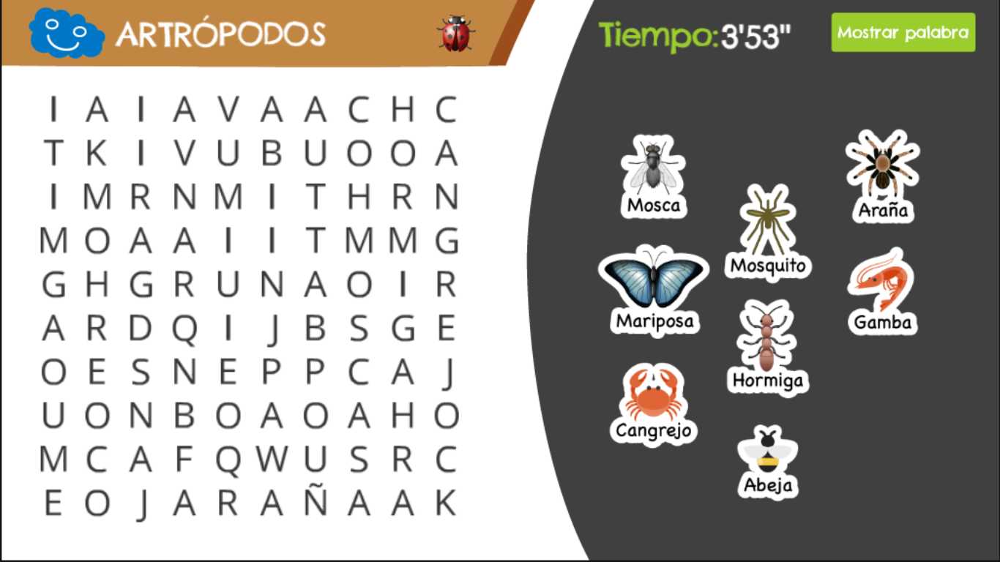 ARTRÓPODOS
Tiempo: 3'53"
Mostrar palabra
I A I A V A A C H C
T K I V U B U O O A
I M R N M I T H R N
M O A A I I T M M G
G H G R U N A O I R
A R D Q I J B S G E
O E S N E P P C A J
U O N B O A O A H O
M C A F Q W U S R C
E O J A R A Ñ A A K
Mosca
Araña
Mosquito
Mariposa
Gamba
Hormiga
Cangrejo
Abeja